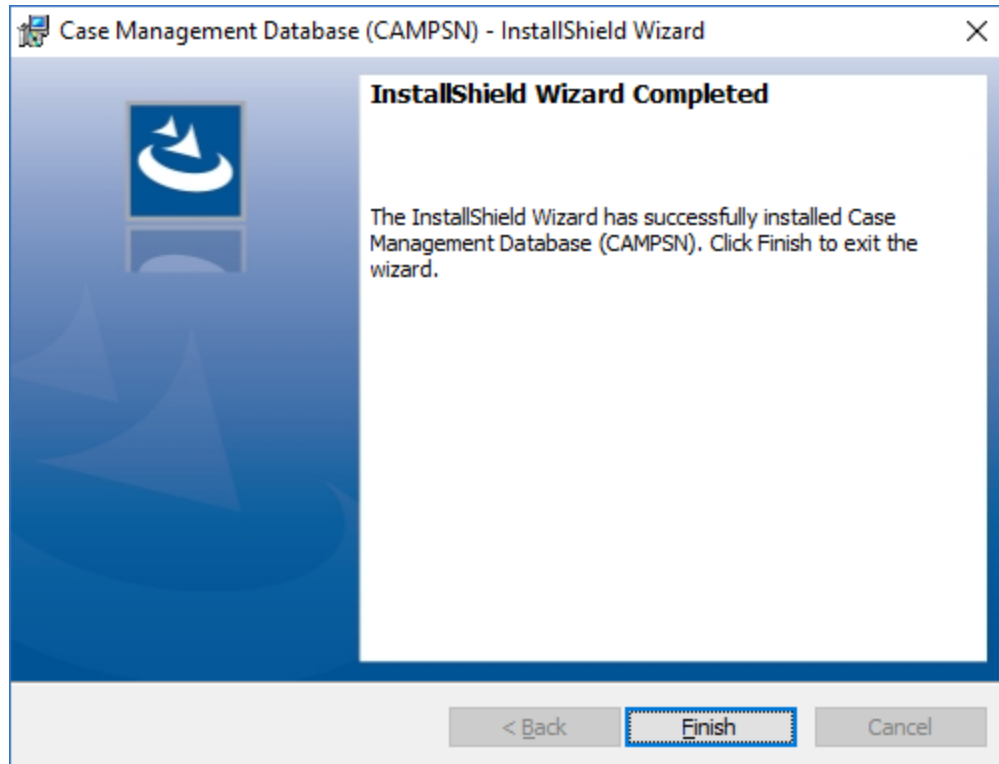 Case Management Database (CAMPSN) - InstallShield Wizard
InstallShield Wizard Completed
The InstallShield Wizard has successfully installed Case
Management Database (CAMPSN). Click Finish to exit the
wizard.
< Back
Finish
Cancel